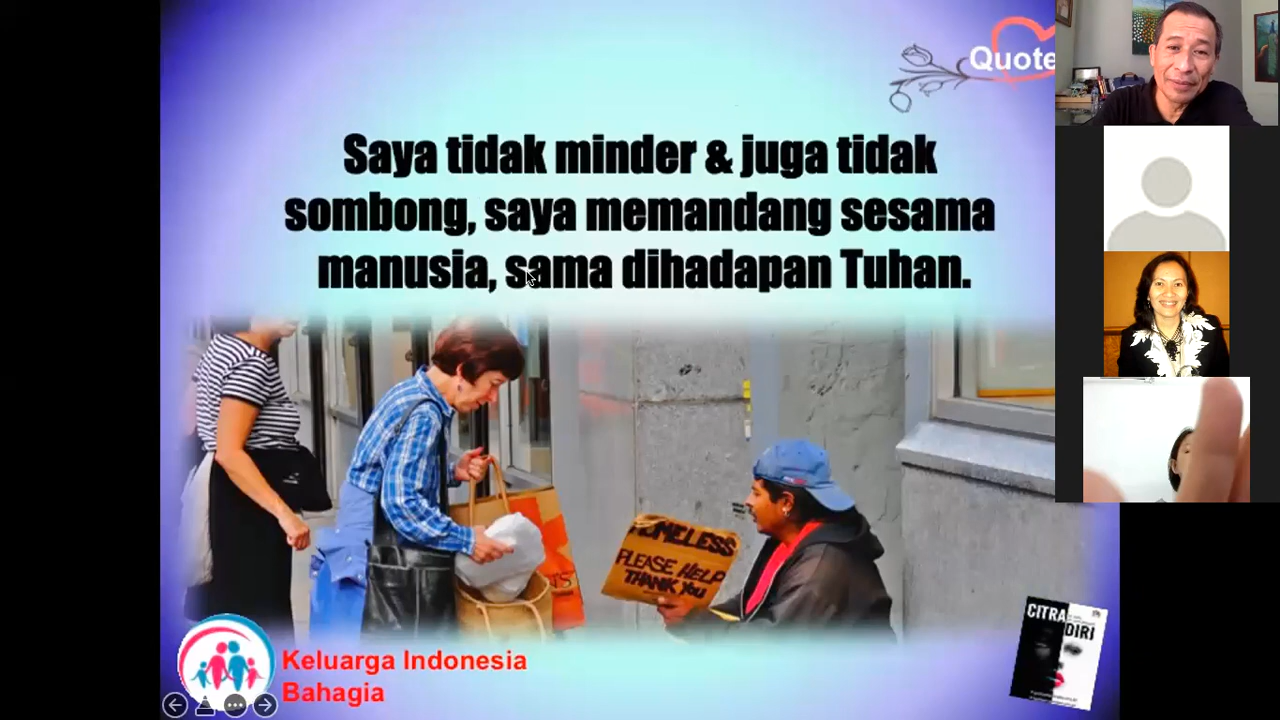 Quote
Saya tidak minder & juga tidak
sombong, saya memandang sesama
manusia, sama dihadapan Tuhan.
HOMELESS
PLEASE HELP
THANK YOU
Keluarga Indonesia
Bahagia
CITRA
DIRI